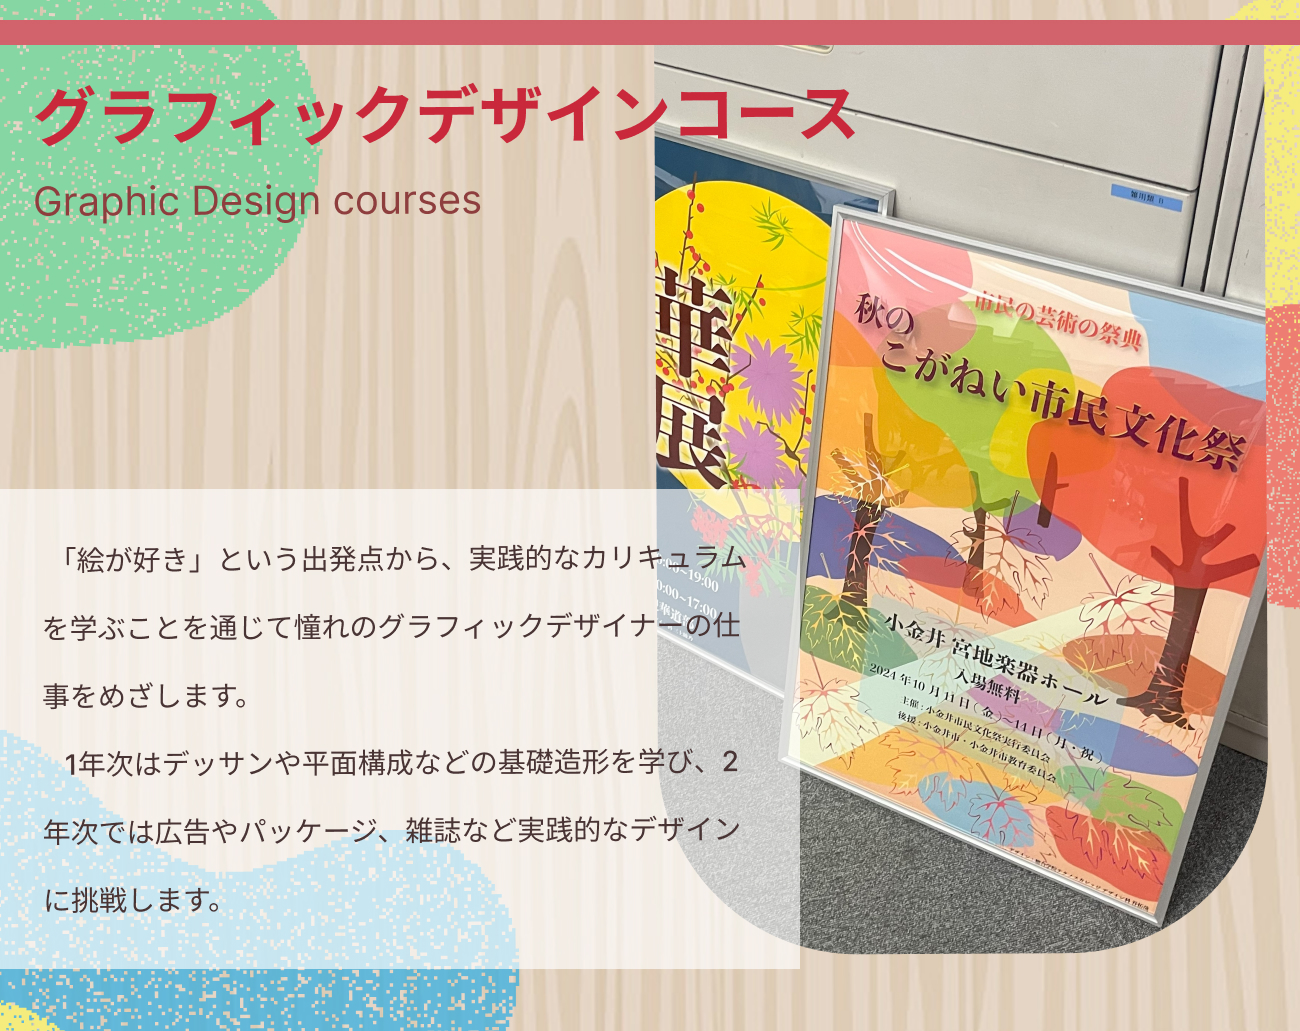 グラフィックデザインコース
Graphic Design courses
「絵が好き」という出発点から、実践的なカリキュラム
を学ぶことを通じて憧れのグラフィックデザイナーの仕
事をめざします。
1年次はデッサンや平面構成などの基礎造形を学び、2
年次では広告やパッケージ、雑誌など実践的なデザイン
に挑戦します。
華展
:00~19:00
0:00~17:00
市民の芸術の祭典
秋の
こがねい市民文化祭
小金井 宮地楽器ホール
入場無料
2024 年10 月 11 日（金）~14 日（月・祝）
主催：小金井市民文化祭実行委員会
後援：小金井市・小金井市教育委員会